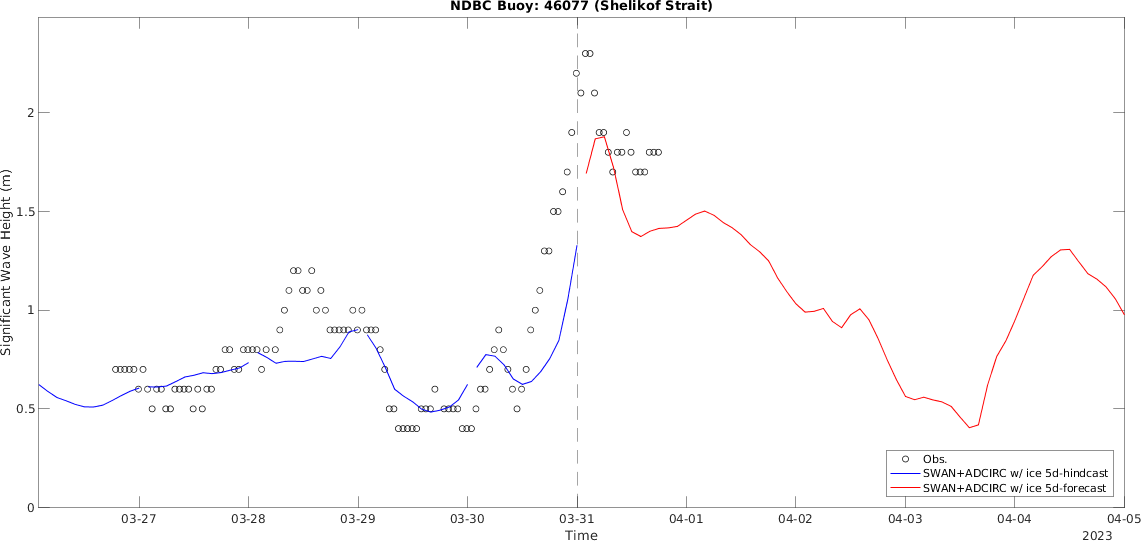 NDBC Buoy: 46077 (Shelikof Strait)
Significant Wave Height (m)
2
1.5
1
0.5
0
Obs.
SWAN+ADCIRC w/ ice 5d-hindcast
SWAN+ADCIRC w/ ice 5d-forecast
03-27 03-28 03-29 03-30 03-31 04-01 04-02 04-03 04-04 04-05
Time
2023